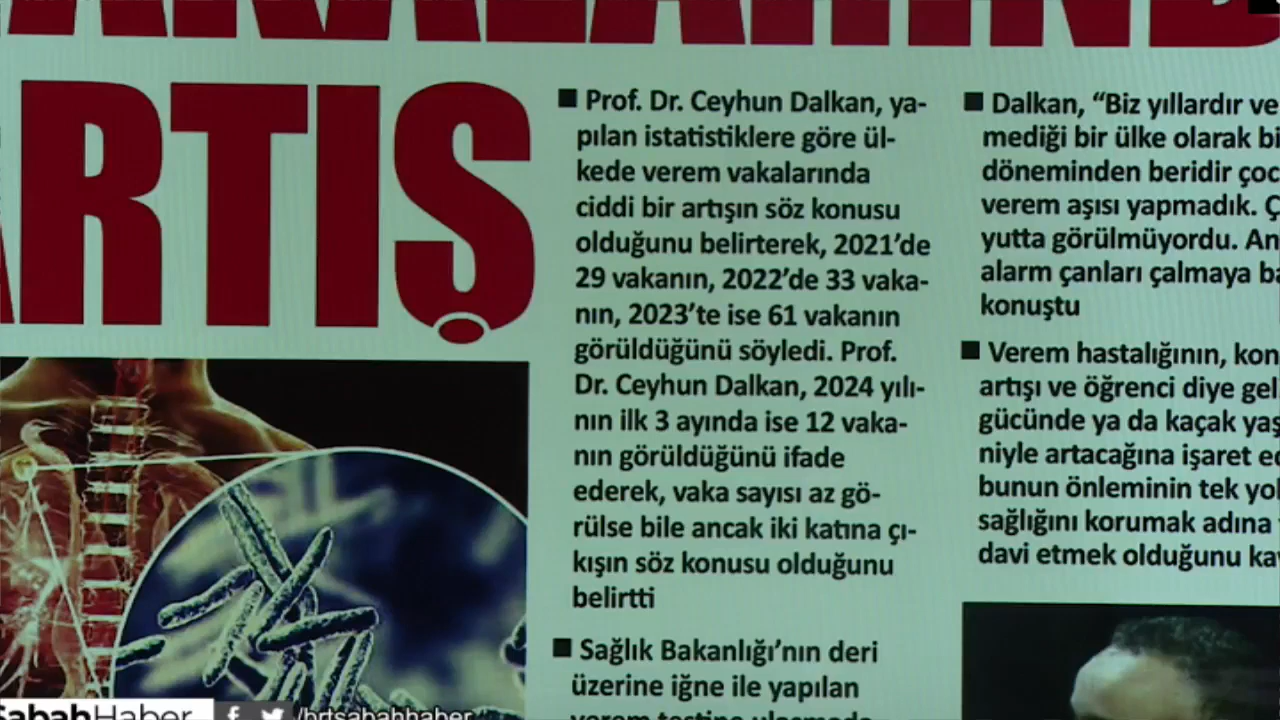 ARTIŞ
■ Prof. Dr. Ceyhun Dalkan, ya-
pılan istatistiklere göre ül-
kede verem vakalarında
ciddi bir artışın söz konusu
olduğunu belirterek, 2021’de
29 vakanın, 2022’de 33 vaka-
nın, 2023’te ise 61 vakanın
görüldüğünü söyledi. Prof.
Dr. Ceyhun Dalkan, 2024 yılı-
nın ilk 3 ayında ise 12 vaka-
nın görüldüğünü ifade
ederek, vaka sayısı az gö-
rülse bile ancak iki katına çı-
kışın söz konusu olduğunu
belirtti
■ Sağlık Bakanlığı’nın deri
üzerine iğne ile yapılan
■ Dalkan, “Biz yıllardır ve
mediği bir ülke olarak bi
döneminden beridir çoc
verem aşısı yapmadık. Ç
yutta görülmüyordu. An
alarm çanları çalmaya ba
konuştu
■ Verem hastalığının, kon
artışı ve öğrenci diye gel
gücünde ya da kaçak yaş
niyle artacağına işaret ed
bunun önleminin tek yol
sağlığını korumak adına
davi etmek olduğunu ka
SabahHaber
/brtsabahhaber